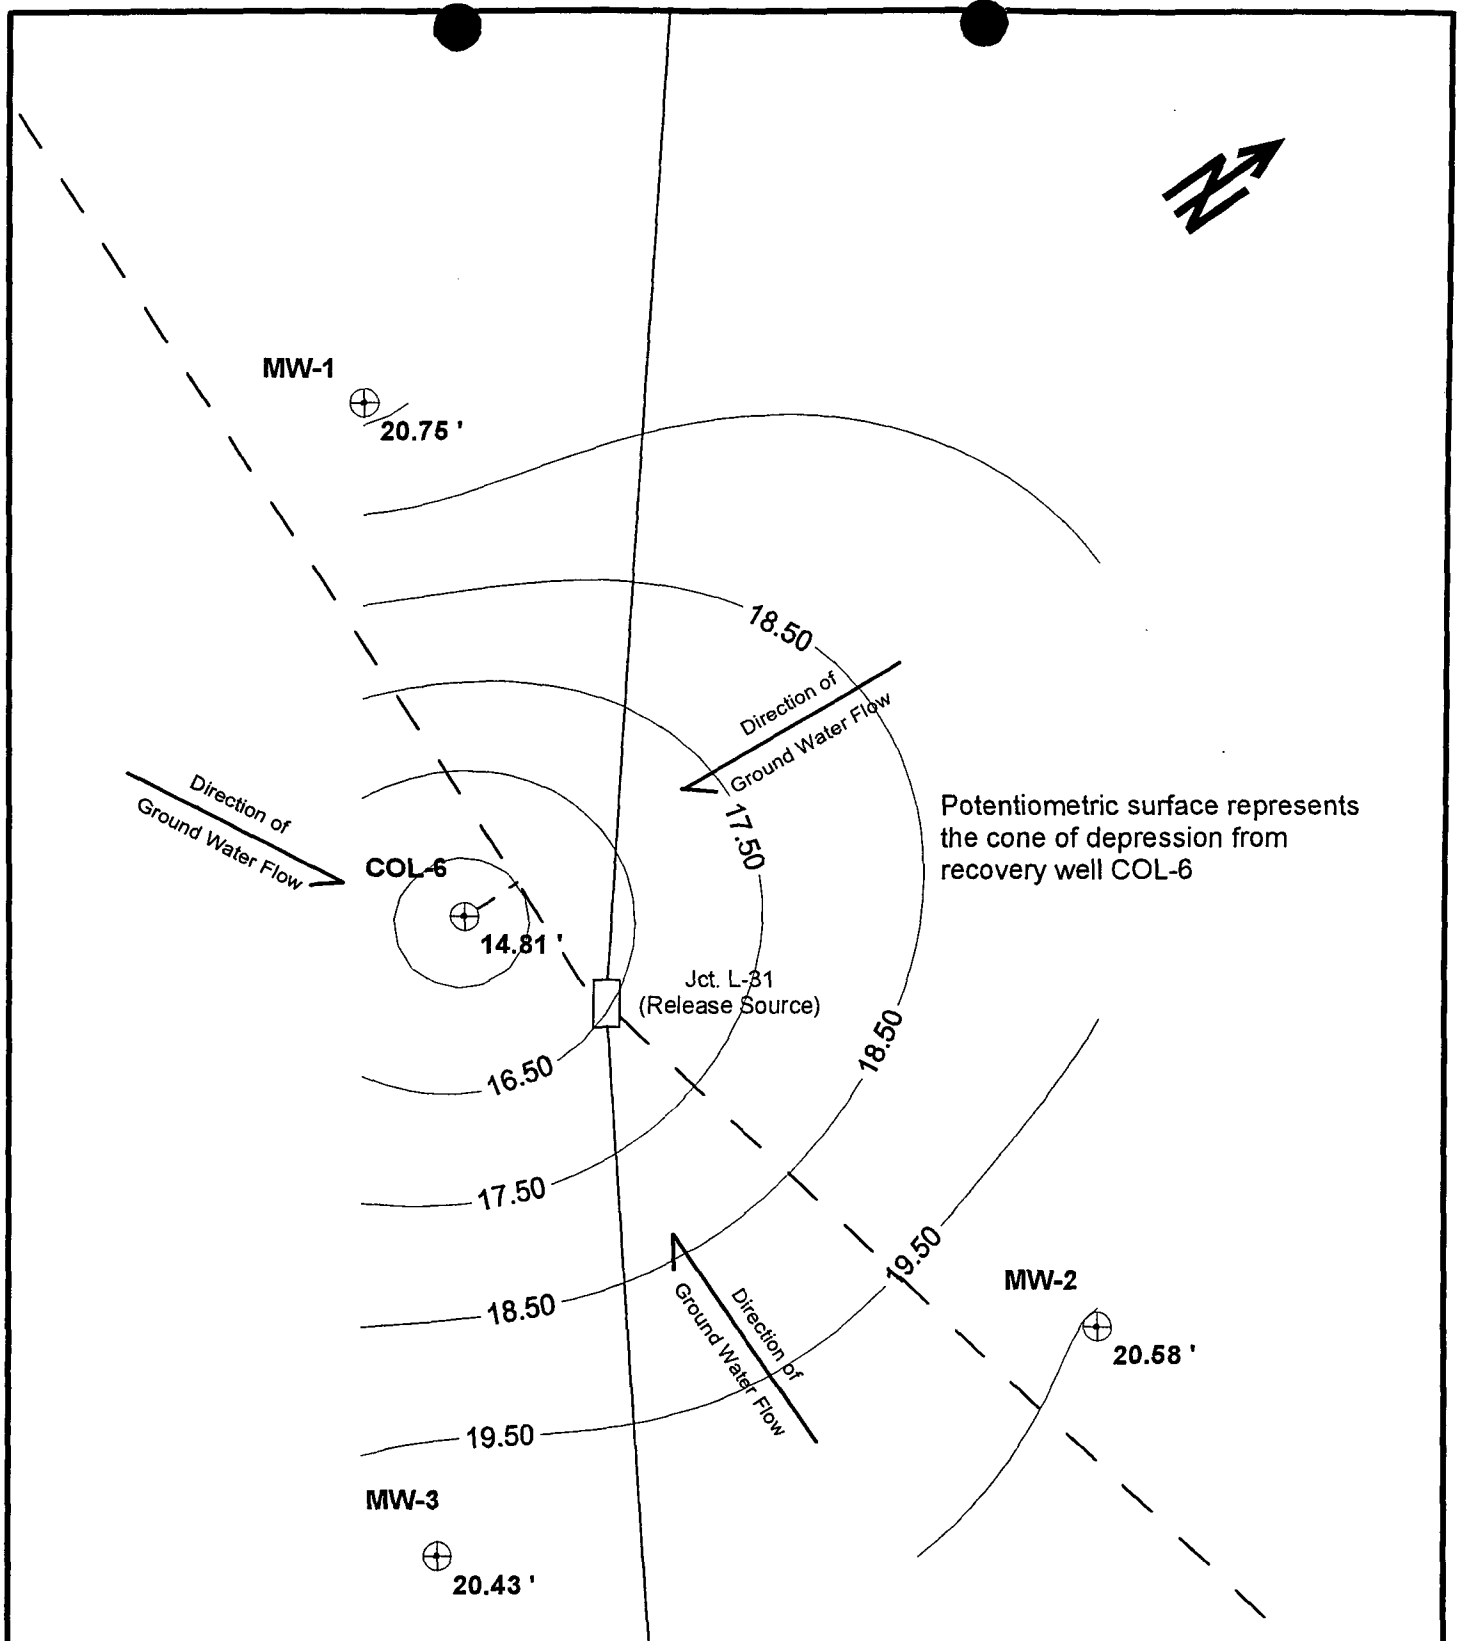 N
MW-1
20.75 '
18.50
Direction of
Ground Water Flow
Direction of
Ground Water Flow
17.50
Potentiometric surface represents
the cone of depression from
recovery well COL-6
COL-6
14.81 '
Jct. L-31
(Release Source)
18.50
16.50
17.50
19.50
MW-2
18.50
Direction of
Ground Water Flow
20.58 '
19.50
MW-3
20.43 '